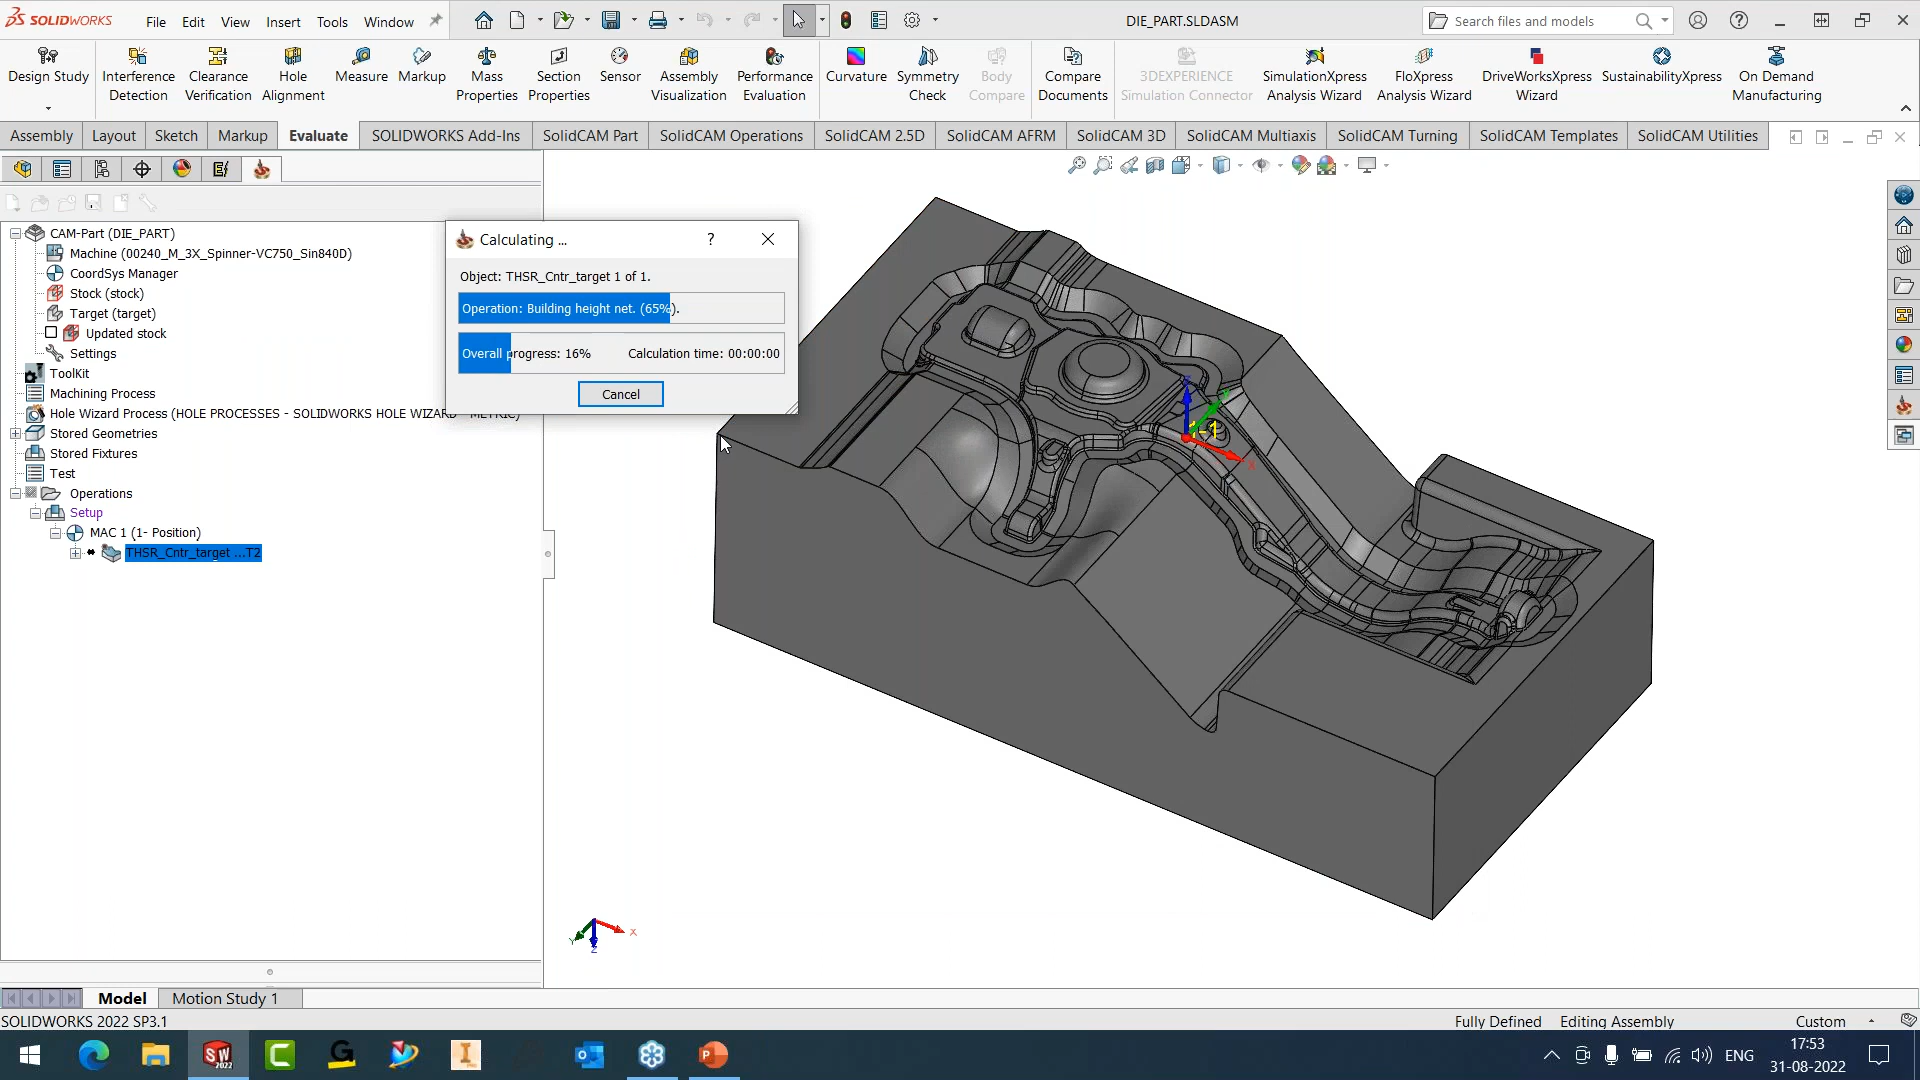 SOLIDWORKS File Edit View Insert Tools Window
DIE_PART.SLDASM
Search files and models
Design Study
Interference Detection
Clearance Verification
Hole Alignment
Measure
Markup
Mass Properties
Section Properties
Sensor
Assembly Visualization
Performance Evaluation
Curvature
Symmetry Check
Body Compare
Compare Documents
3DEXPERIENCE Simulation Connector
SimulationXpress Analysis Wizard
FloXpress Analysis Wizard
DriveWorksXpress Wizard
SustainabilityXpress
On Demand Manufacturing
Assembly Layout Sketch Markup Evaluate SOLIDWORKS Add-Ins SolidCAM Part SolidCAM Operations SolidCAM 2.5D SolidCAM AFRM SolidCAM 3D SolidCAM Multiaxis SolidCAM Turning SolidCAM Templates SolidCAM Utilities
CAM-Part (DIE_PART)
Machine (00240_M_3X_Spinner-VC750_Sin840D)
CoordSys Manager
Stock (stock)
Target (target)
Updated stock
Settings
ToolKit
Machining Process
Hole Wizard Process (HOLE PROCESSES - SOLIDWORKS HOLE WIZARD - METRIC)
Stored Geometries
Stored Fixtures
Test
Operations
Setup
MAC 1 (1- Position)
THSR_Cntr_target ...T2
Calculating ...
?
Object: THSR_Cntr_target 1 of 1.
Operation: Building height net. (65%).
Overall progress: 16% Calculation time: 00:00:00
Cancel
Z
X
X
Y
Z
Model Motion Study 1
SOLIDWORKS 2022 SP3.1
Fully Defined Editing Assembly Custom
SW 2022
ENG
17:53
31-08-2022